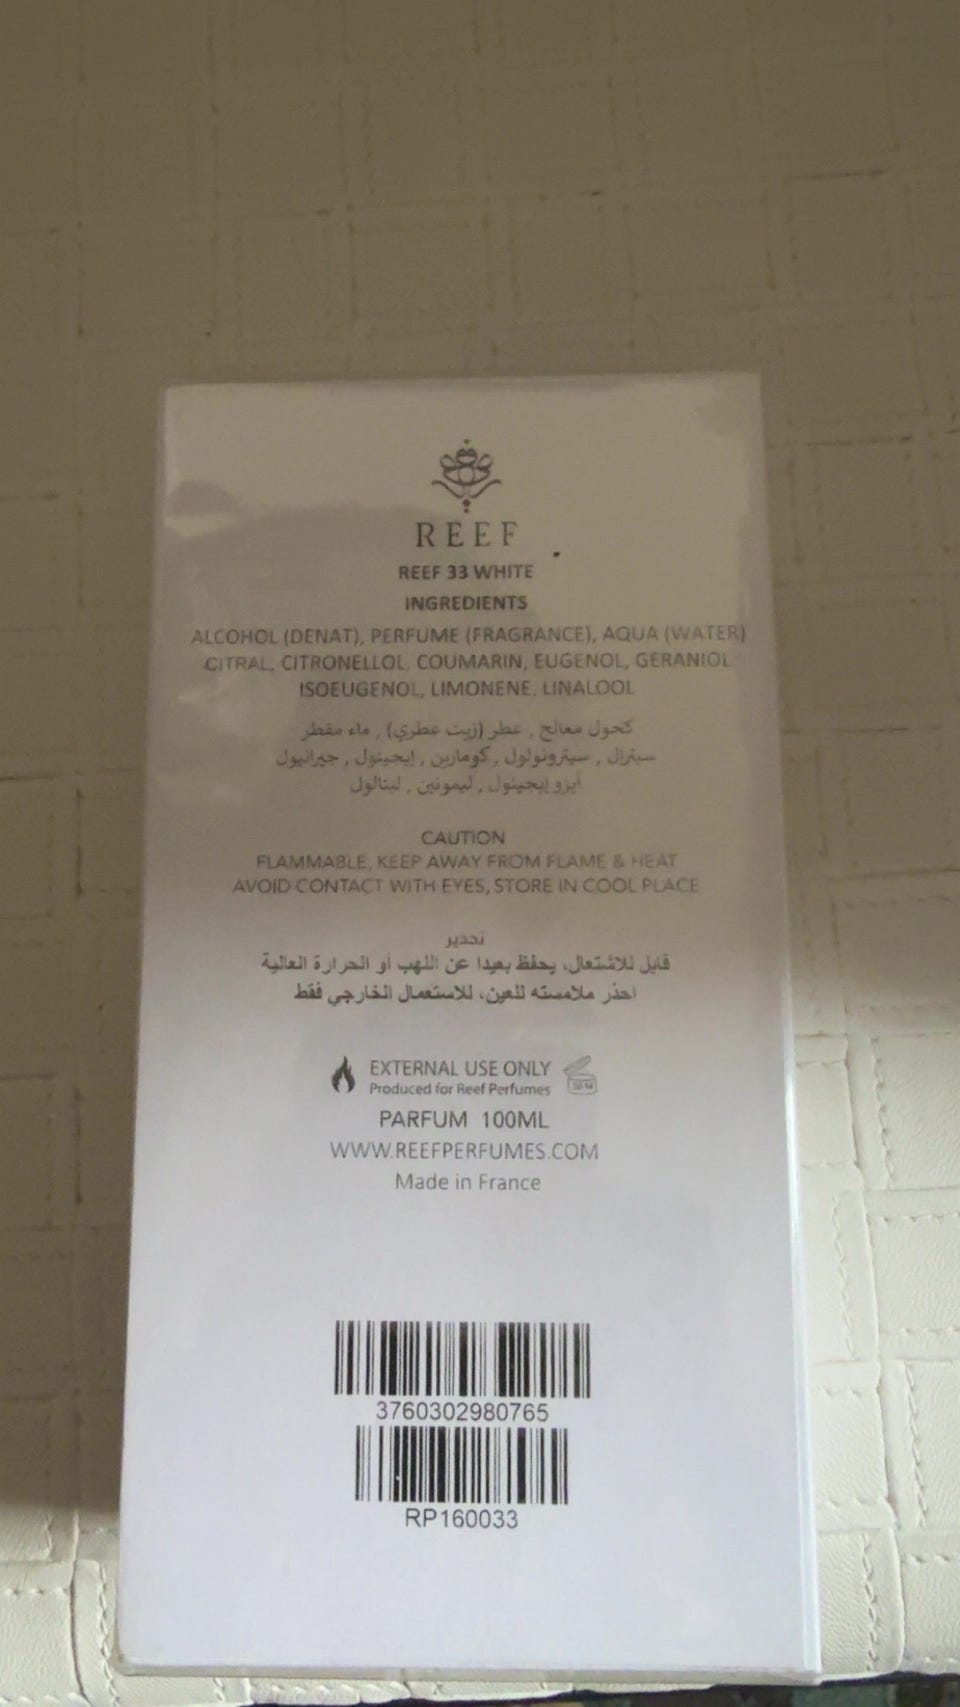 REEF
REEF 33 WHITE
INGREDIENTS
ALCOHOL (DENAT), PERFUME (FRAGRANCE), AQUA (WATER)
CITRAL, CITRONELLOL, COUMARIN, EUGENOL, GERANIOL
ISOEUGENOL, LIMONENE, LINALOOL
كحول معالج , عطر (زيت عطري) , ماء مقطر
سيترال , سيترونولول , كومارين , إيجينول , جيرانيول
أيزو إيجينول , ليمونين , لينالول
CAUTION
FLAMMABLE, KEEP AWAY FROM FLAME & HEAT
AVOID CONTACT WITH EYES, STORE IN COOL PLACE
تحذير
قابل للاشتعال، يحفظ بعيدا عن اللهب أو الحرارة العالية
احذر ملامسته للعين، للاستعمال الخارجي فقط
EXTERNAL USE ONLY
Produced for Reef Perfumes
PARFUM 100ML
WWW.REEFPERFUMES.COM
Made in France
3760302980765
RP160033